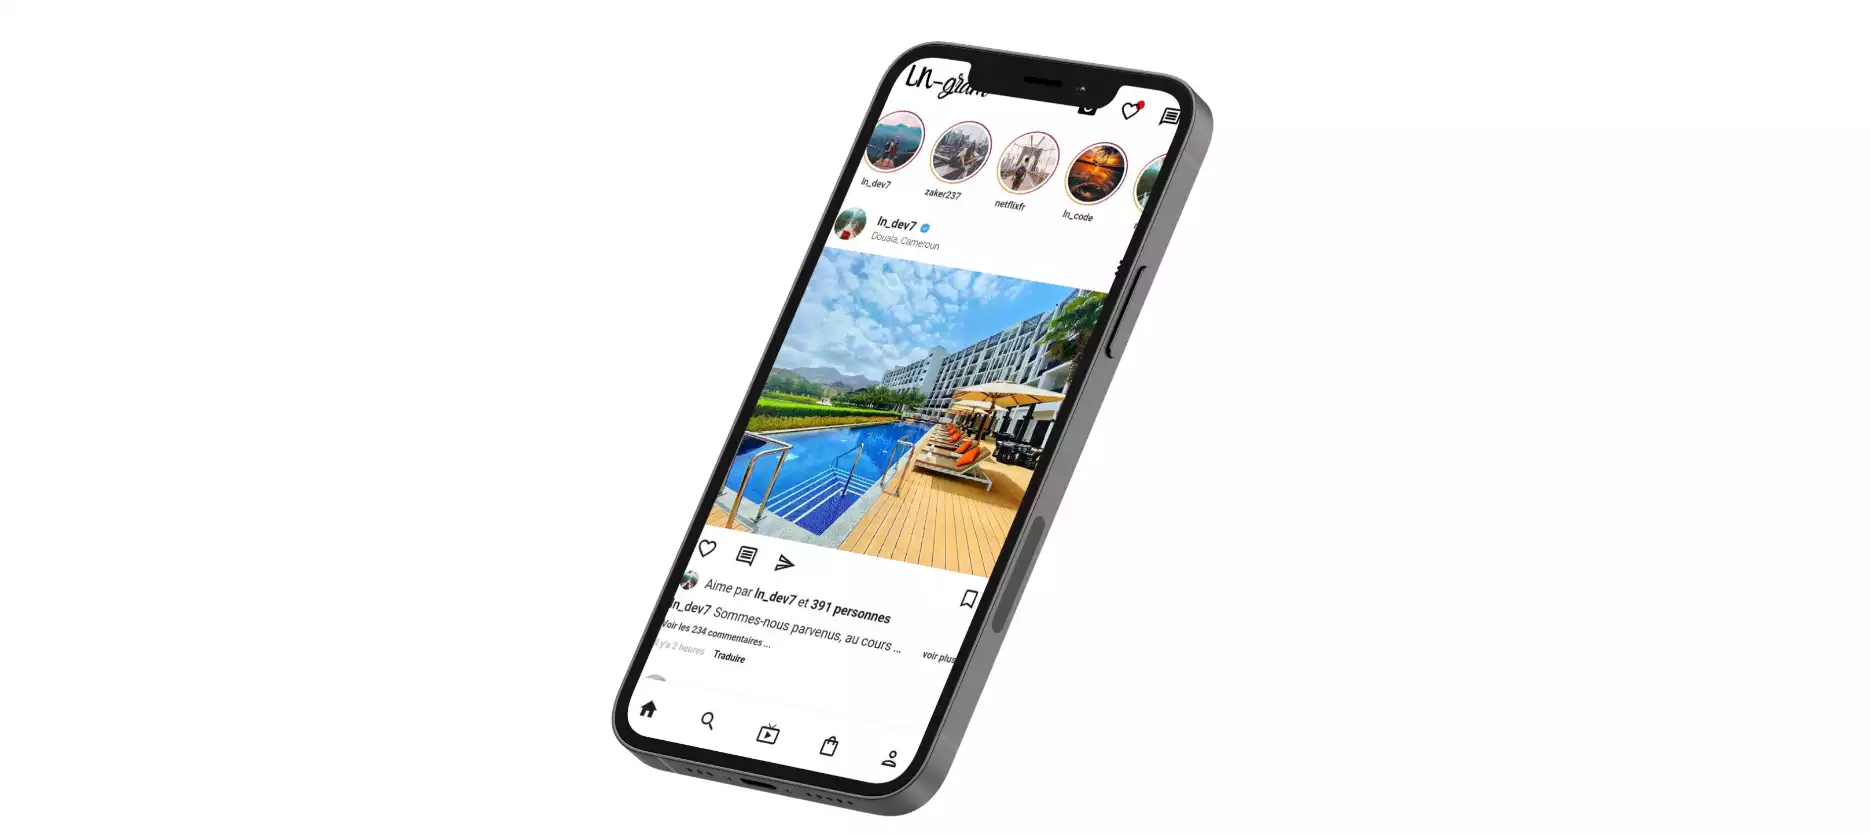 Ln-gram
ln_dev7
zaker237
netflixfr
ln_code
ln_dev7
Douala, Cameroun
Aime par ln_dev7 et 391 personnes
ln_dev7 Sommes-nous parvenus, au cours ... voir plus
Voir les 234 commentaires ...
il y'a 2 heures Traduire